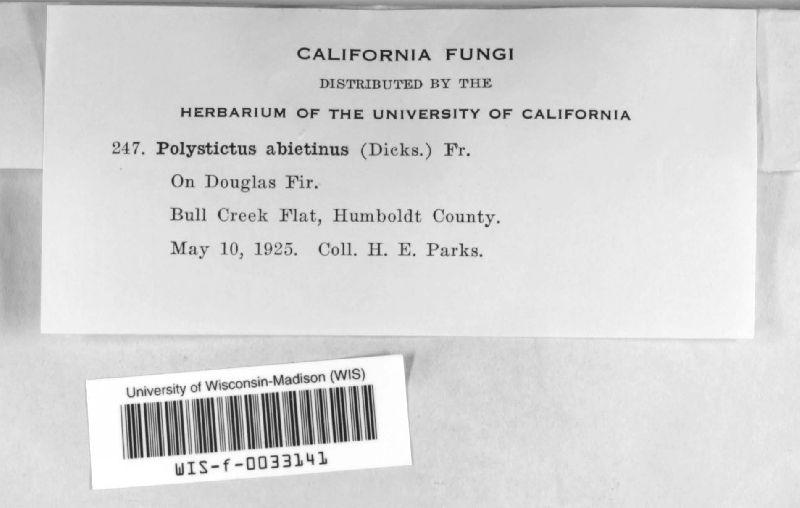 CALIFORNIA FUNGI
DISTRIBUTED BY THE
HERBARIUM OF THE UNIVERSITY OF CALIFORNIA
247. Polystictus abietinus (Dicks.) Fr.
On Douglas Fir.
Bull Creek Flat, Humboldt County.
May 10, 1925. Coll. H. E. Parks.
University of Wisconsin-Madison (WIS)
WIS-f-0033141